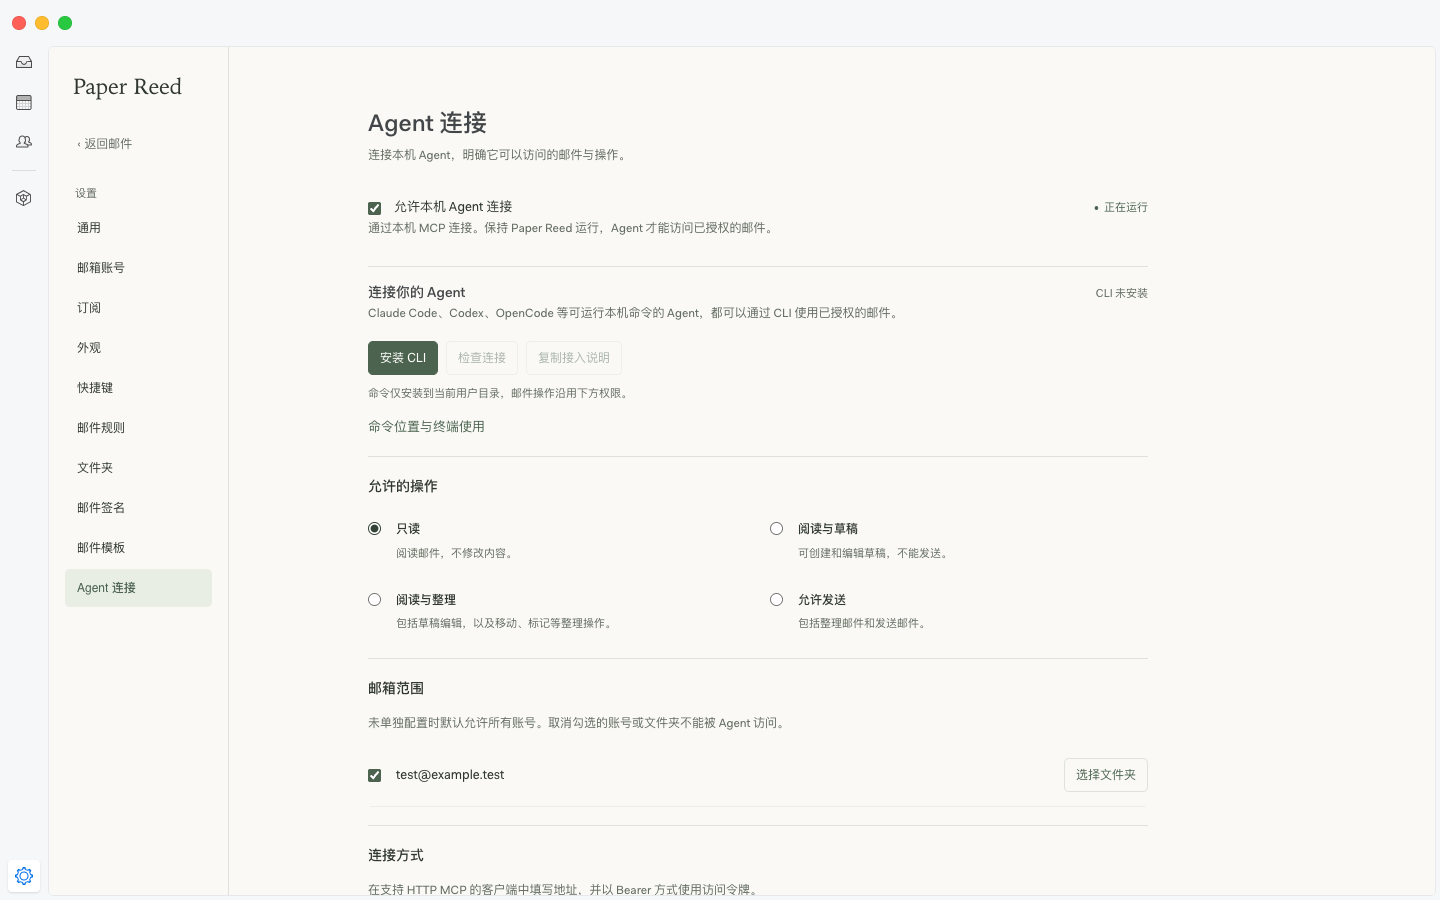 Paper Reed
‹ 返回邮件
设置
通用
邮箱账号
订阅
外观
快捷键
邮件规则
文件夹
邮件签名
邮件模板
Agent 连接
Agent 连接
连接本机 Agent，明确它可以访问的邮件与操作。
允许本机 Agent 连接
• 正在运行
通过本机 MCP 连接。保持 Paper Reed 运行，Agent 才能访问已授权的邮件。
连接你的 Agent
CLI 未安装
Claude Code、Codex、OpenCode 等可运行本机命令的 Agent，都可以通过 CLI 使用已授权的邮件。
安装 CLI
检查连接
复制接入说明
命令仅安装到当前用户目录，邮件操作沿用下方权限。
命令位置与终端使用
允许的操作
只读
阅读邮件，不修改内容。
阅读与草稿
可创建和编辑草稿，不能发送。
阅读与整理
包括草稿编辑，以及移动、标记等整理操作。
允许发送
包括整理邮件和发送邮件。
邮箱范围
未单独配置时默认允许所有账号。取消勾选的账号或文件夹不能被 Agent 访问。
test@example.test
选择文件夹
连接方式
在支持 HTTP MCP 的客户端中填写地址，并以 Bearer 方式使用访问令牌。